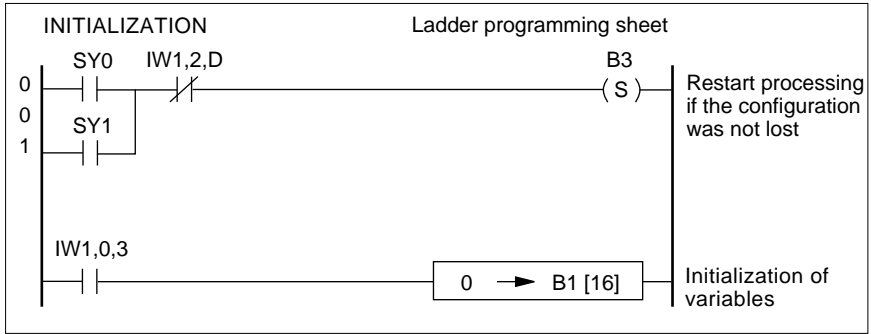 INITIALIZATION Ladder programming sheet
SY0 IW1,2,D B3
0 S Restart processing
if the configuration
0 was not lost
SY1
1
IW1,0,3
0 B1 [16] Initialization of
variables